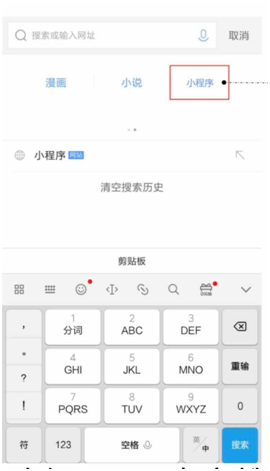 搜索或输入网址 取消
漫画 小说 小程序
小程序 网站
清空搜索历史
剪贴板
, 1 分词 2 ABC 3 DEF
。 4 GHI 5 JKL 6 MNO 重输
?
! 7 PQRS 8 TUV 9 WXYZ 0
符 123 空格 英/中 搜索